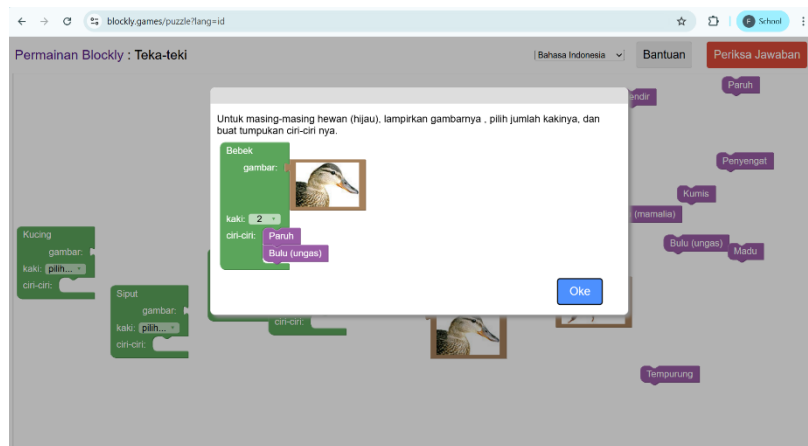 blockly.games/puzzle?lang=id
School
Permainan Blockly : Teka-teki
Bahasa Indonesia
Bantuan
Periksa Jawaban
Untuk masing-masing hewan (hijau), lampirkan gambarnya , pilih jumlah kakinya, dan
buat tumpukan ciri-ciri nya.
Bebek
gambar:
kaki: 2
ciri-ciri:
Paruh
Bulu (ungas)
Oke
Kucing
gambar:
kaki: pilih...
ciri-ciri:
Siput
gambar:
kaki: pilih...
ciri-ciri:
ciri-ciri:
Paruh
Penyengat
Kumis
(mamalia)
Bulu (ungas)
Madu
Tempurung